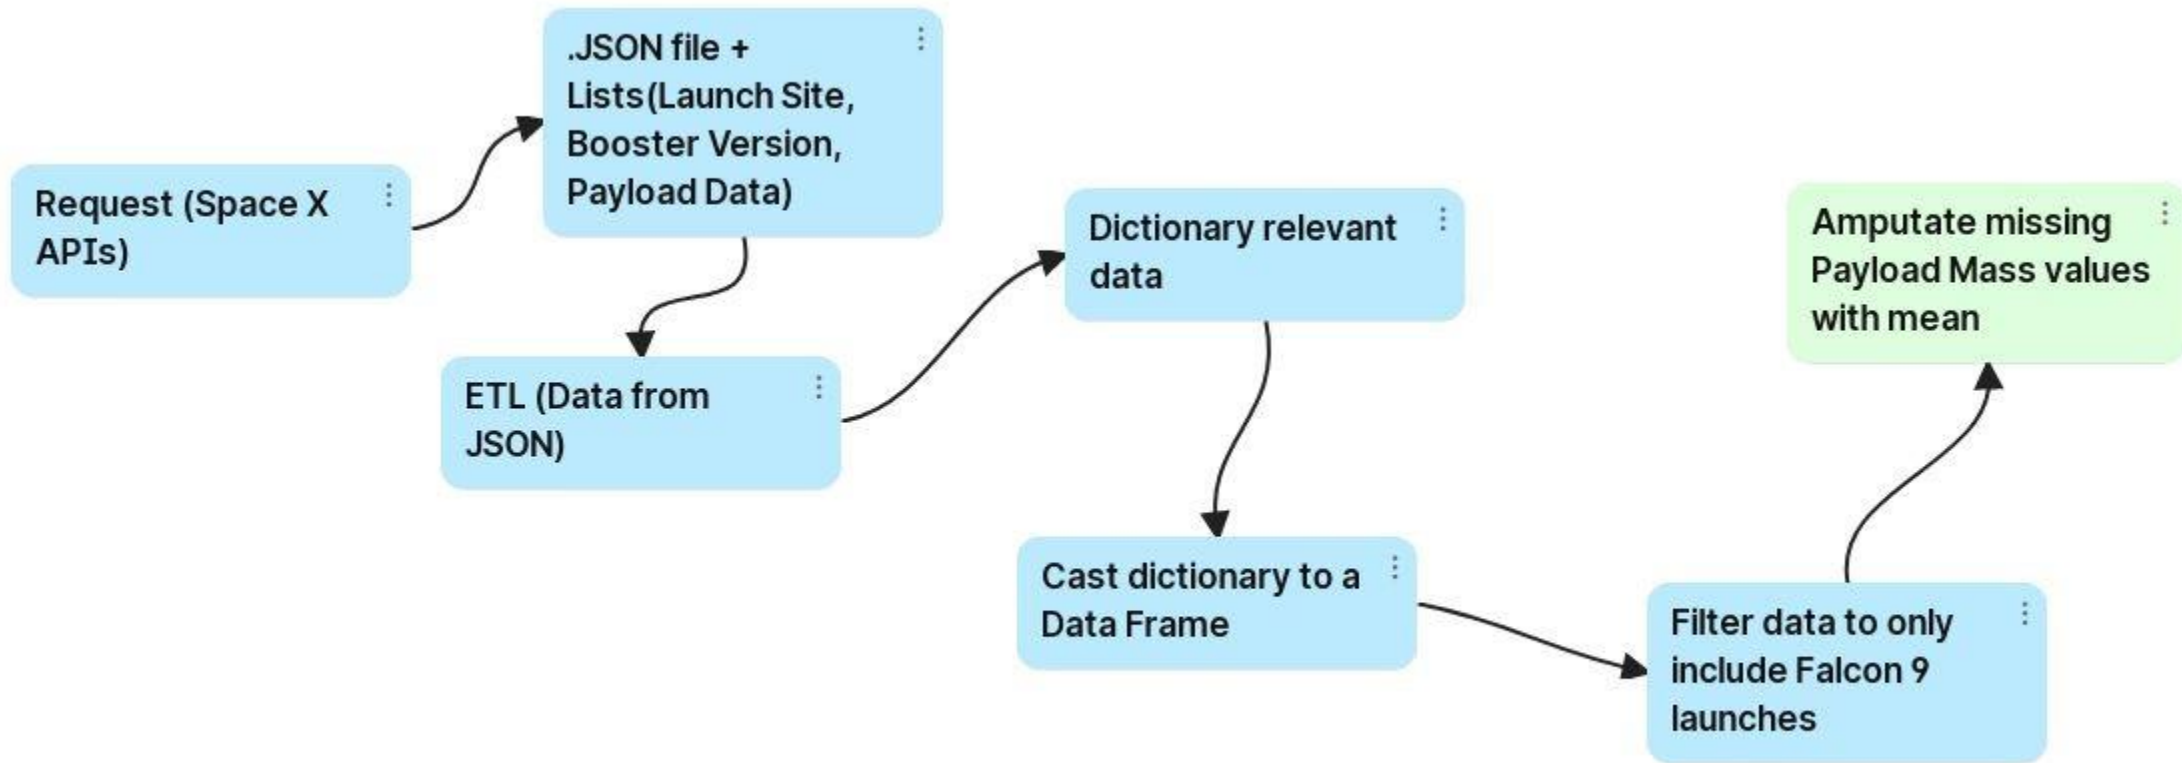 Request (Space X
APIs)
.JSON file +
Lists(Launch Site,
Booster Version,
Payload Data)
ETL (Data from
JSON)
Dictionary relevant
data
Cast dictionary to a
Data Frame
Filter data to only
include Falcon 9
launches
Amputate missing
Payload Mass values
with mean